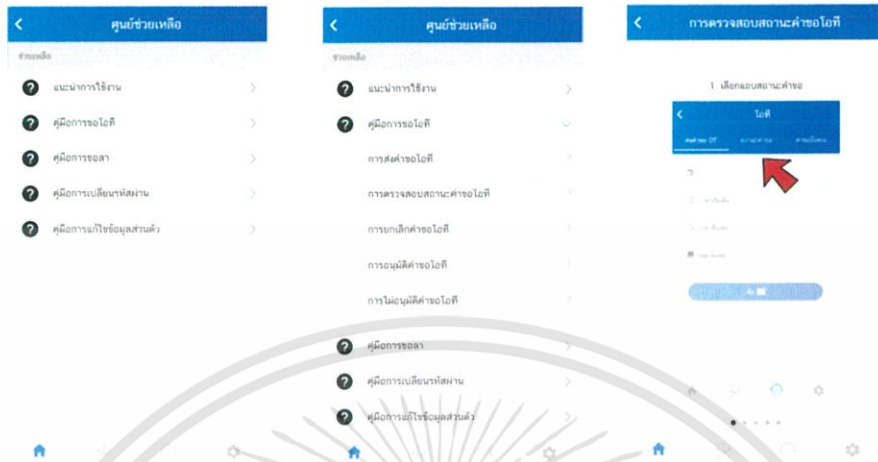 ศูนย์ช่วยเหลือ
ช่วยเหลือ
แนะนำการใช้งาน
คู่มือการขอโอที
คู่มือการขอลา
คู่มือการเปลี่ยนรหัสผ่าน
คู่มือการแก้ไขข้อมูลส่วนตัว
ศูนย์ช่วยเหลือ
ช่วยเหลือ
แนะนำการใช้งาน
คู่มือการขอโอที
การส่งคำขอโอที
การตรวจสอบสถานะคำขอโอที
การยกเลิกคำขอโอที
การอนุมัติคำขอโอที
การไม่อนุมัติคำขอโอที
คู่มือการขอลา
คู่มือการเปลี่ยนรหัสผ่าน
คู่มือการแก้ไขข้อมูลส่วนตัว
การตรวจสอบสถานะคำขอโอที
1 เลือกแถบสถานะคำขอ
โอที